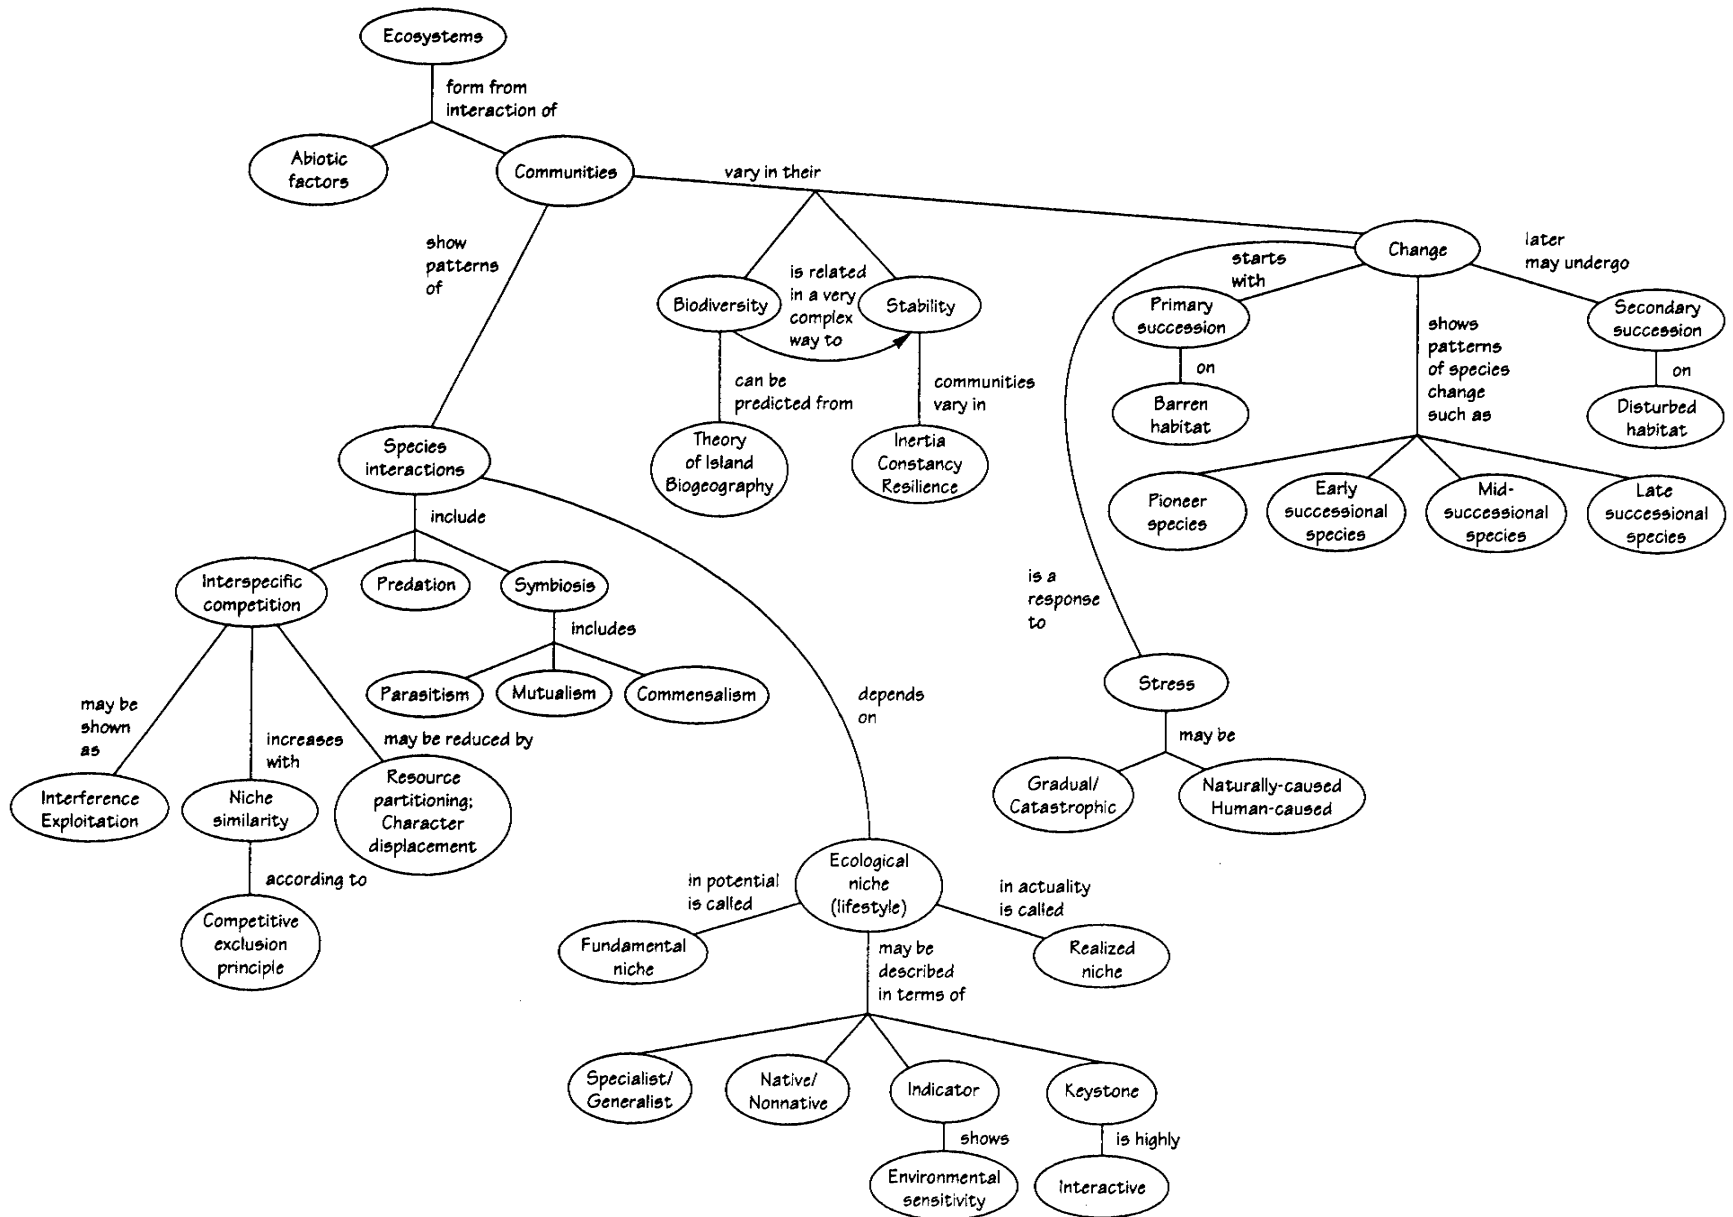 Ecosystems
form from
interaction of
Abiotic
factors
Communities
vary in their
show
patterns
of
Biodiversity
is related
in a very
complex
way to
Stability
can be
predicted from
communities
vary in
Theory
of Island
Biogeography
Inertia
Constancy
Resilience
Change
starts
with
later
may undergo
Primary
succession
on
Barren
habitat
shows
patterns
of species
change
such as
Secondary
succession
on
Disturbed
habitat
Pioneer
species
Early
successional
species
Mid-
successional
species
Late
successional
species
is a
response
to
Stress
may be
Gradual/
Catastrophic
Naturally-caused
Human-caused
Species
interactions
include
Interspecific
competition
Predation
Symbiosis
includes
Parasitism
Mutualism
Commensalism
may be
shown
as
increases
with
may be reduced by
Interference
Exploitation
Niche
similarity
Resource
partitioning;
Character
displacement
according to
Competitive
exclusion
principle
depends
on
Ecological
niche
(lifestyle)
in potential
is called
in actuality
is called
Fundamental
niche
Realized
niche
may be
described
in terms of
Specialist/
Generalist
Native/
Nonnative
Indicator
Keystone
shows
is highly
Environmental
sensitivity
Interactive